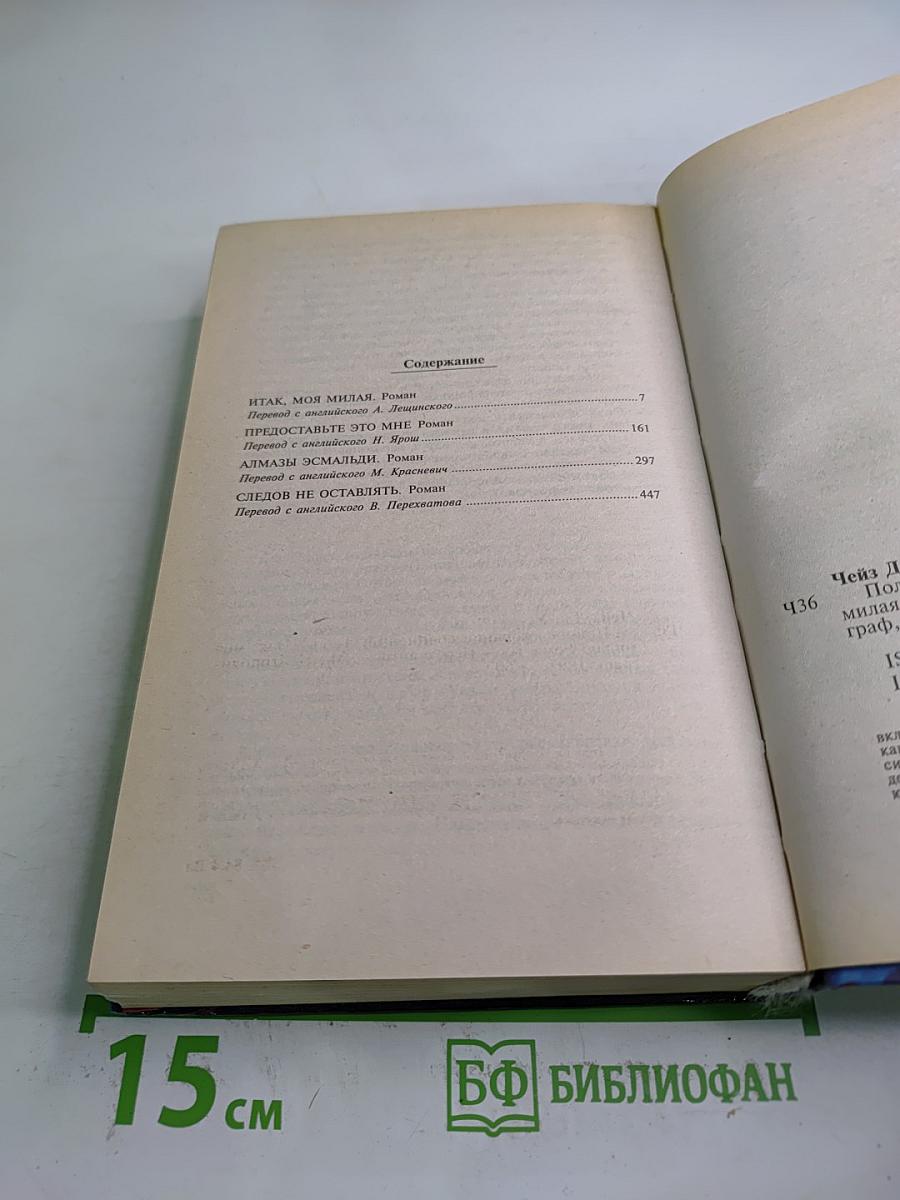 Содержание
ИТАК, МОЯ МИЛАЯ. Роман
Перевод с английского А. Лещинского 7
ПРЕДОСТАВЬТЕ ЭТО МНЕ Роман
Перевод с английского Н. Ярош 161
АЛМАЗЫ ЭСМАЛЬДИ. Роман
Перевод с английского М. Красневич 297
СЛЕДОВ НЕ ОСТАВЛЯТЬ. Роман
Перевод с английского В. Перехватова 447
Чейз Д
Ч36 Пол
милая
граф,
15 см
БФ БИБЛИОФАН